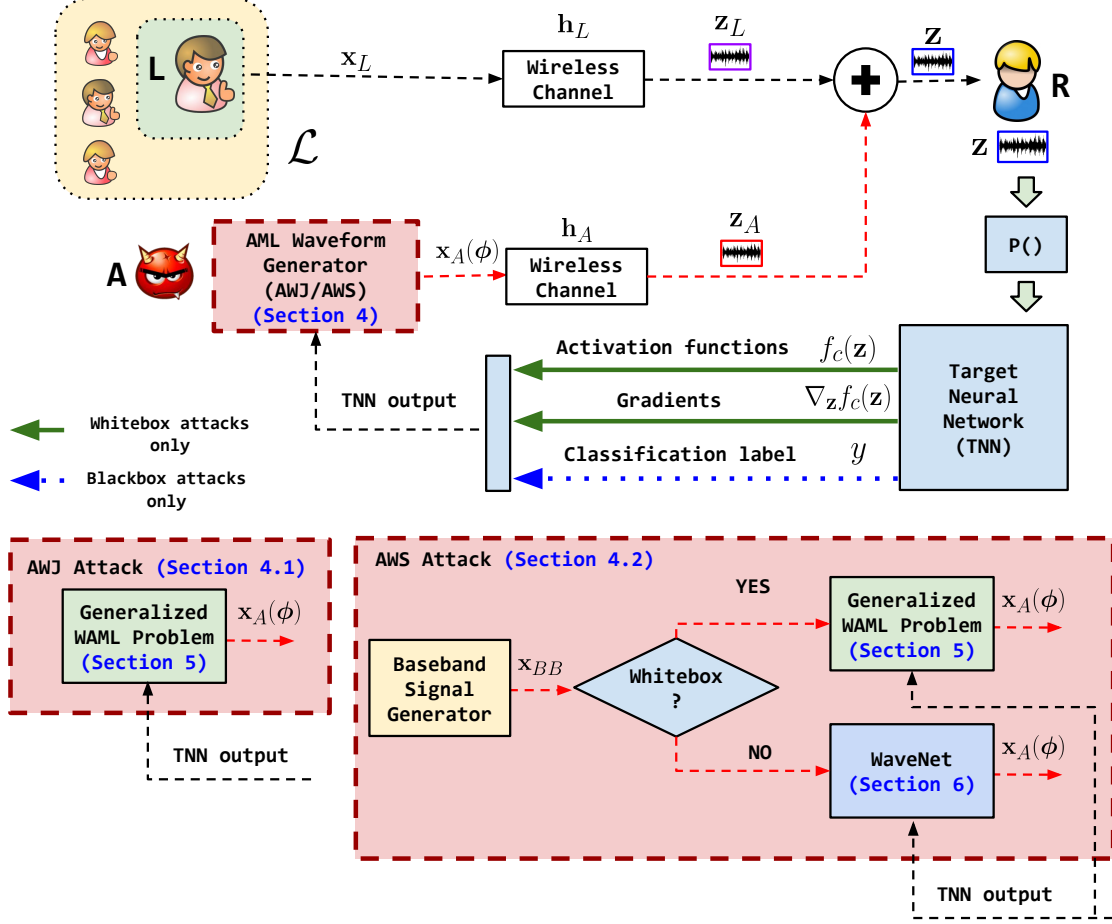 h_L
z_L
z
L
x_L
Wireless
Channel
R
ℒ
z
A
AML Waveform
Generator
(AWJ/AWS)
(Section 4)
x_A(ϕ)
h_A
Wireless
Channel
z_A
P()
Activation functions f_c(z)
Gradients ∇_z f_c(z)
Classification label y
Target
Neural
Network
(TNN)
TNN output
Whitebox attacks
only
Blackbox attacks
only
AWJ Attack (Section 4.1)
Generalized
WAML Problem
(Section 5)
x_A(ϕ)
TNN output
AWS Attack (Section 4.2)
Baseband
Signal
Generator
x_BB
Whitebox
?
YES
NO
Generalized
WAML Problem
(Section 5)
x_A(ϕ)
WaveNet
(Section 6)
x_A(ϕ)
TNN output